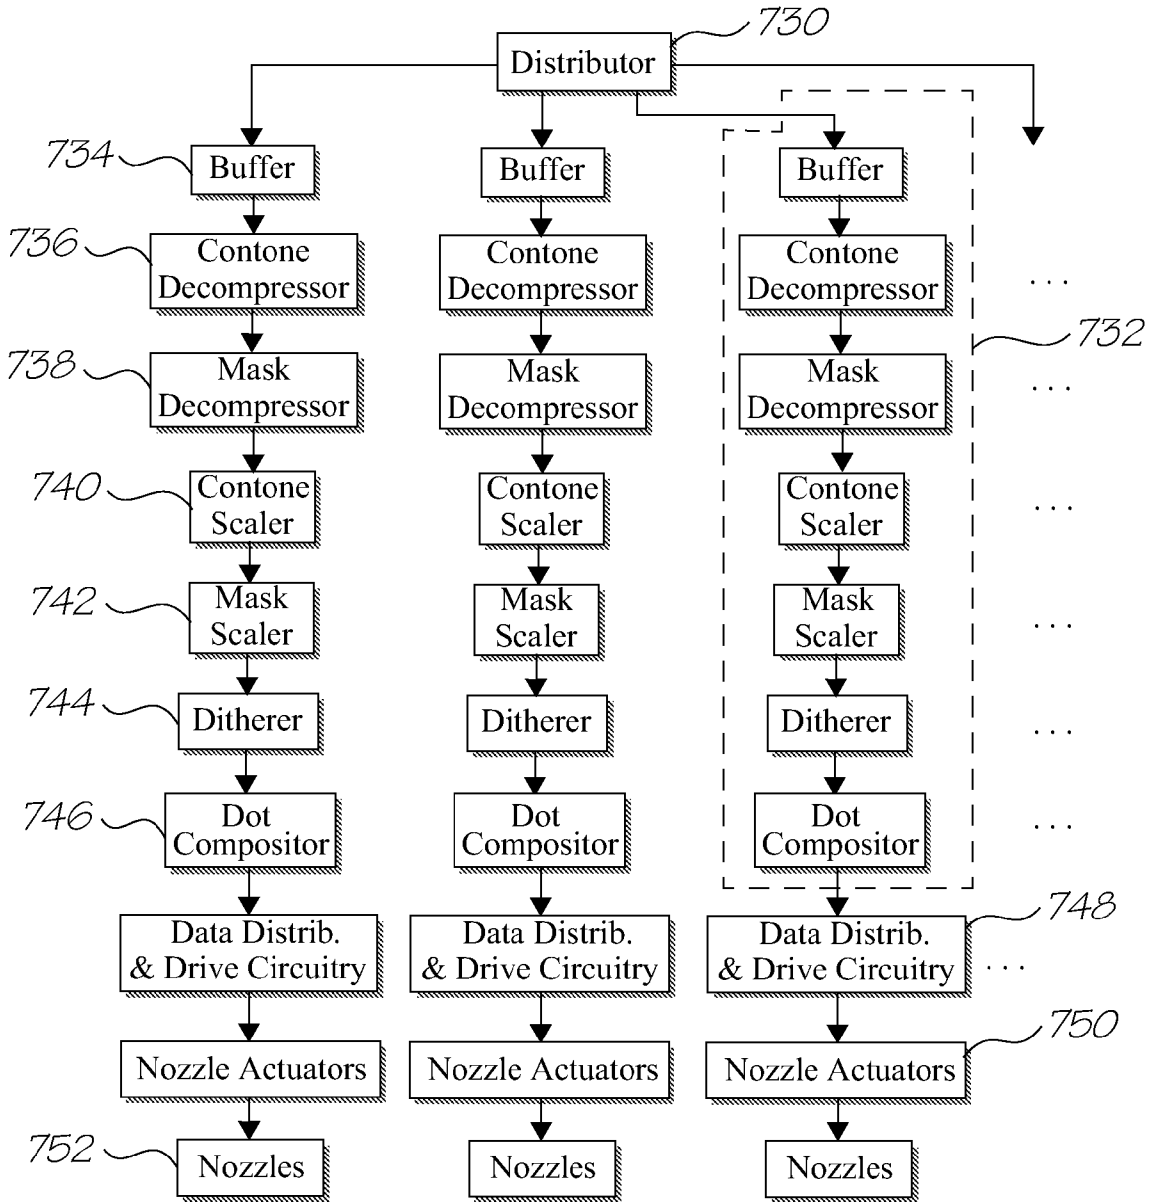 730
Distributor
734
Buffer
Buffer
Buffer
736
Contone
Decompressor
Contone
Decompressor
Contone
Decompressor
. . .
732
738
Mask
Decompressor
Mask
Decompressor
Mask
Decompressor
. . .
740
Contone
Scaler
Contone
Scaler
Contone
Scaler
. . .
742
Mask
Scaler
Mask
Scaler
Mask
Scaler
. . .
744
Ditherer
Ditherer
Ditherer
. . .
746
Dot
Compositor
Dot
Compositor
Dot
Compositor
. . .
748
Data Distrib.
& Drive Circuitry
Data Distrib.
& Drive Circuitry
Data Distrib.
& Drive Circuitry
. . .
750
Nozzle Actuators
Nozzle Actuators
Nozzle Actuators
752
Nozzles
Nozzles
Nozzles